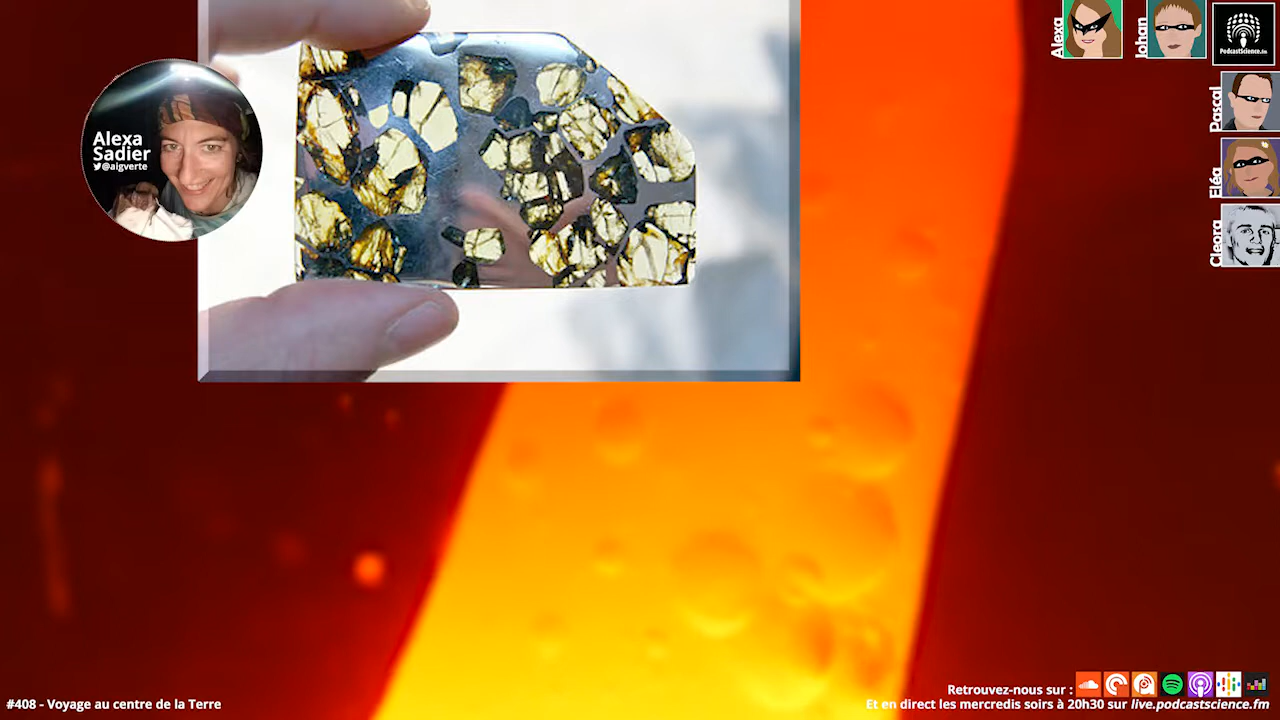 Alexa
Sadier
@aigverte
Alexa
Johan
PodcastScience.fm
Pascal
Eléa
Cleora
#408 - Voyage au centre de la Terre
Retrouvez-nous sur :
Et en direct les mercredis soirs à 20h30 sur live.podcastscience.fm